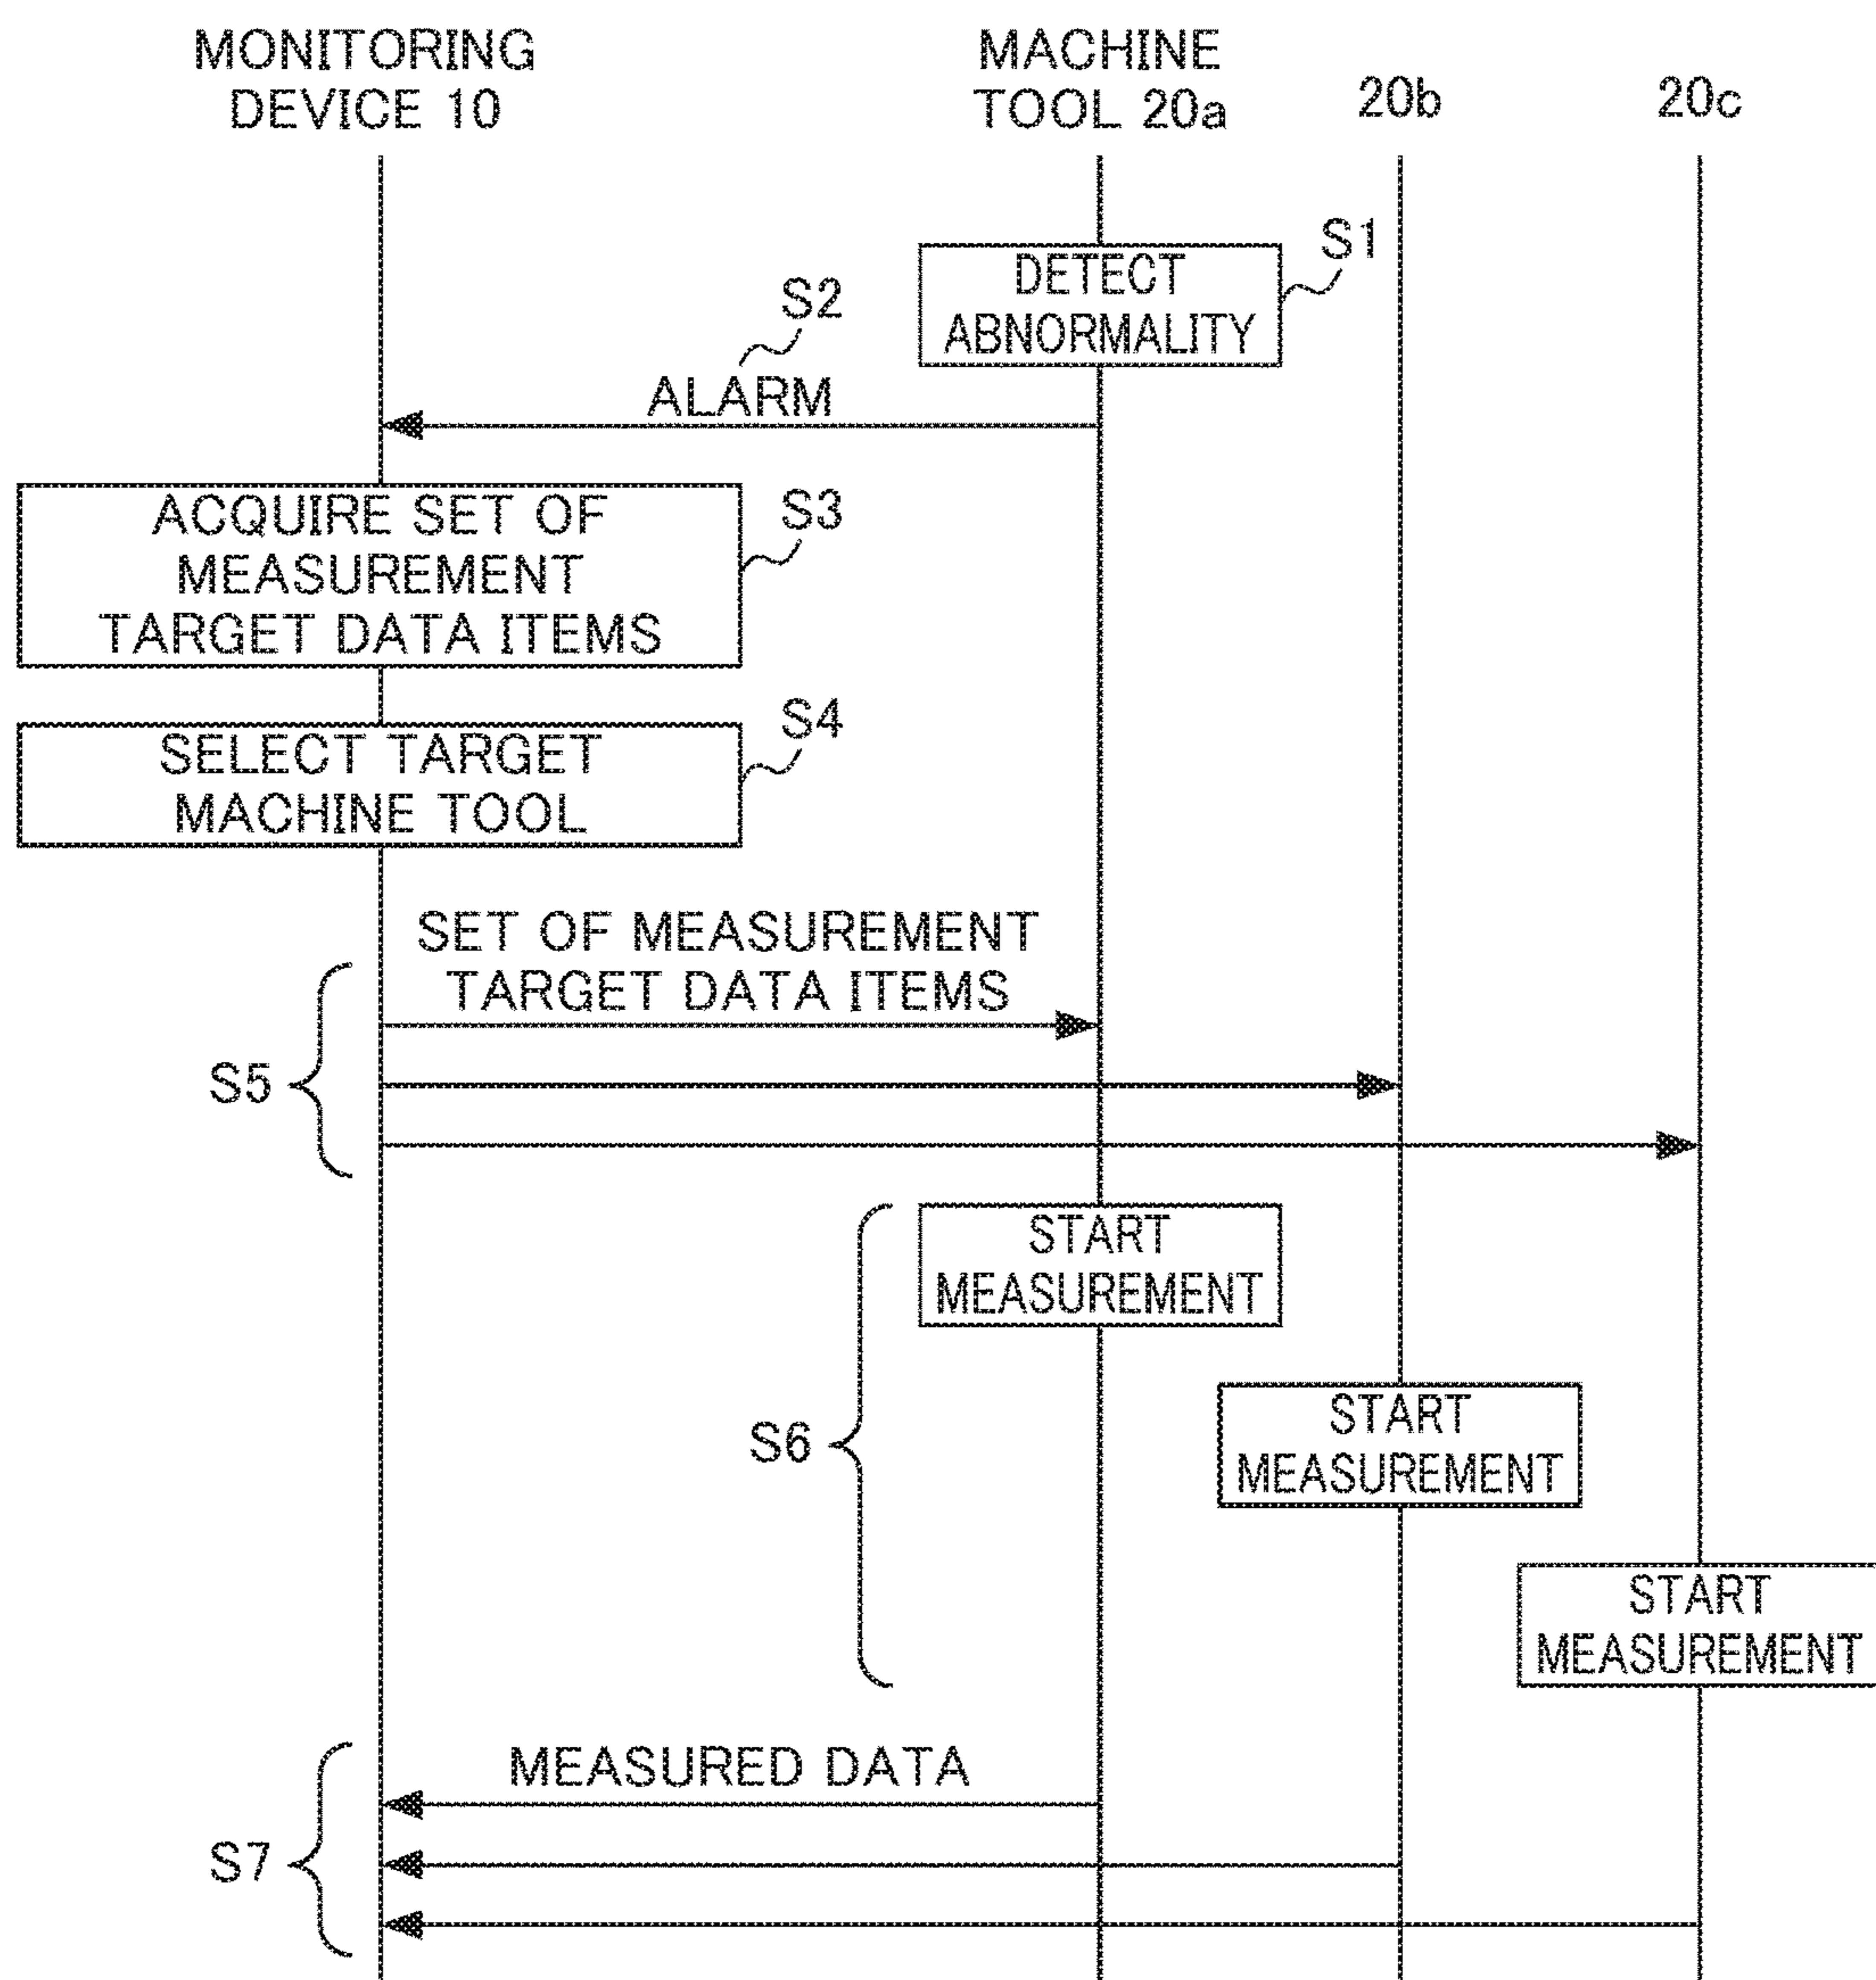 MONITORING
DEVICE 10
MACHINE
TOOL 20a
20b
20c
S1
DETECT
ABNORMALITY
S2
ALARM
ACQUIRE SET OF
MEASUREMENT
TARGET DATA ITEMS
S3
SELECT TARGET
MACHINE TOOL
S4
SET OF MEASUREMENT
TARGET DATA ITEMS
S5
START
MEASUREMENT
S6
START
MEASUREMENT
START
MEASUREMENT
MEASURED DATA
S7